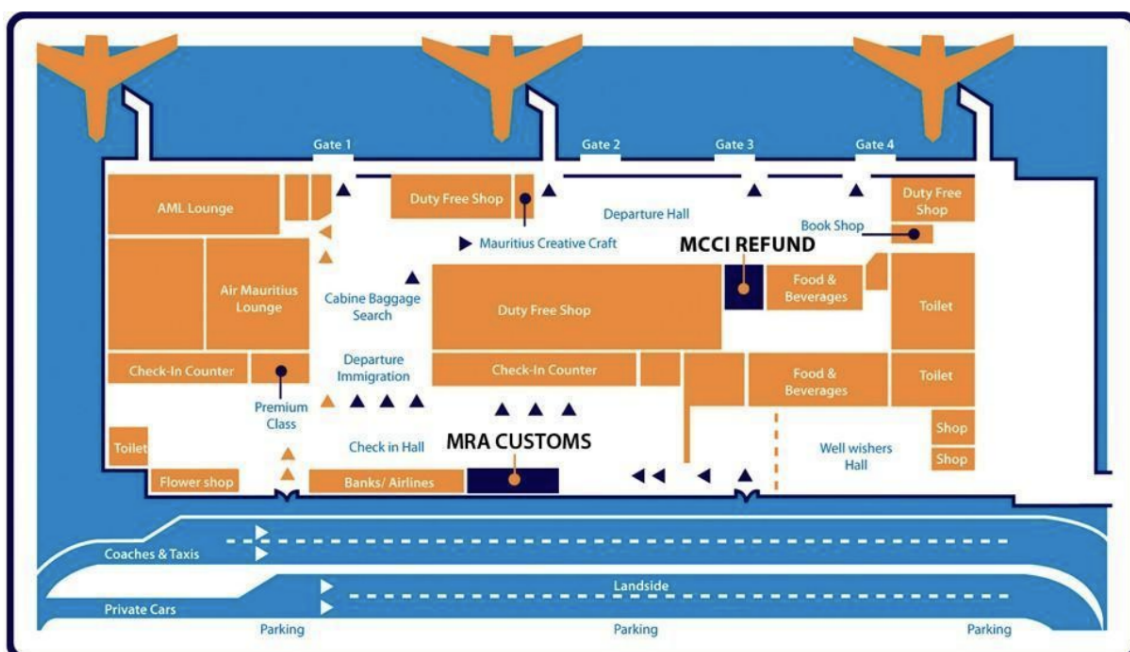 Gate 1
Gate 2
Gate 3
Gate 4
AML Lounge
Duty Free Shop
Departure Hall
Duty Free
Shop
Mauritius Creative Craft
Book Shop
MCCI REFUND
Air Mauritius
Lounge
Cabine Baggage
Search
Duty Free Shop
Food &
Beverages
Toilet
Check-In Counter
Departure
Immigration
Check-In Counter
Food &
Beverages
Toilet
Premium
Class
Toilet
Check in Hall
MRA CUSTOMS
Well wishers
Hall
Shop
Shop
Flower shop
Banks/ Airlines
Coaches & Taxis
Landside
Private Cars
Parking
Parking
Parking